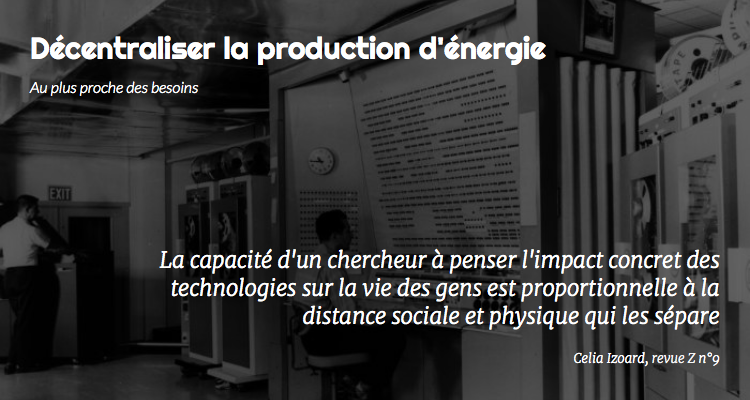 Décentraliser la production d'énergie
Au plus proche des besoins
EXIT
La capacité d'un chercheur à penser l'impact concret des
technologies sur la vie des gens est proportionnelle à la
distance sociale et physique qui les sépare
Celia Izoard, revue Z n°9